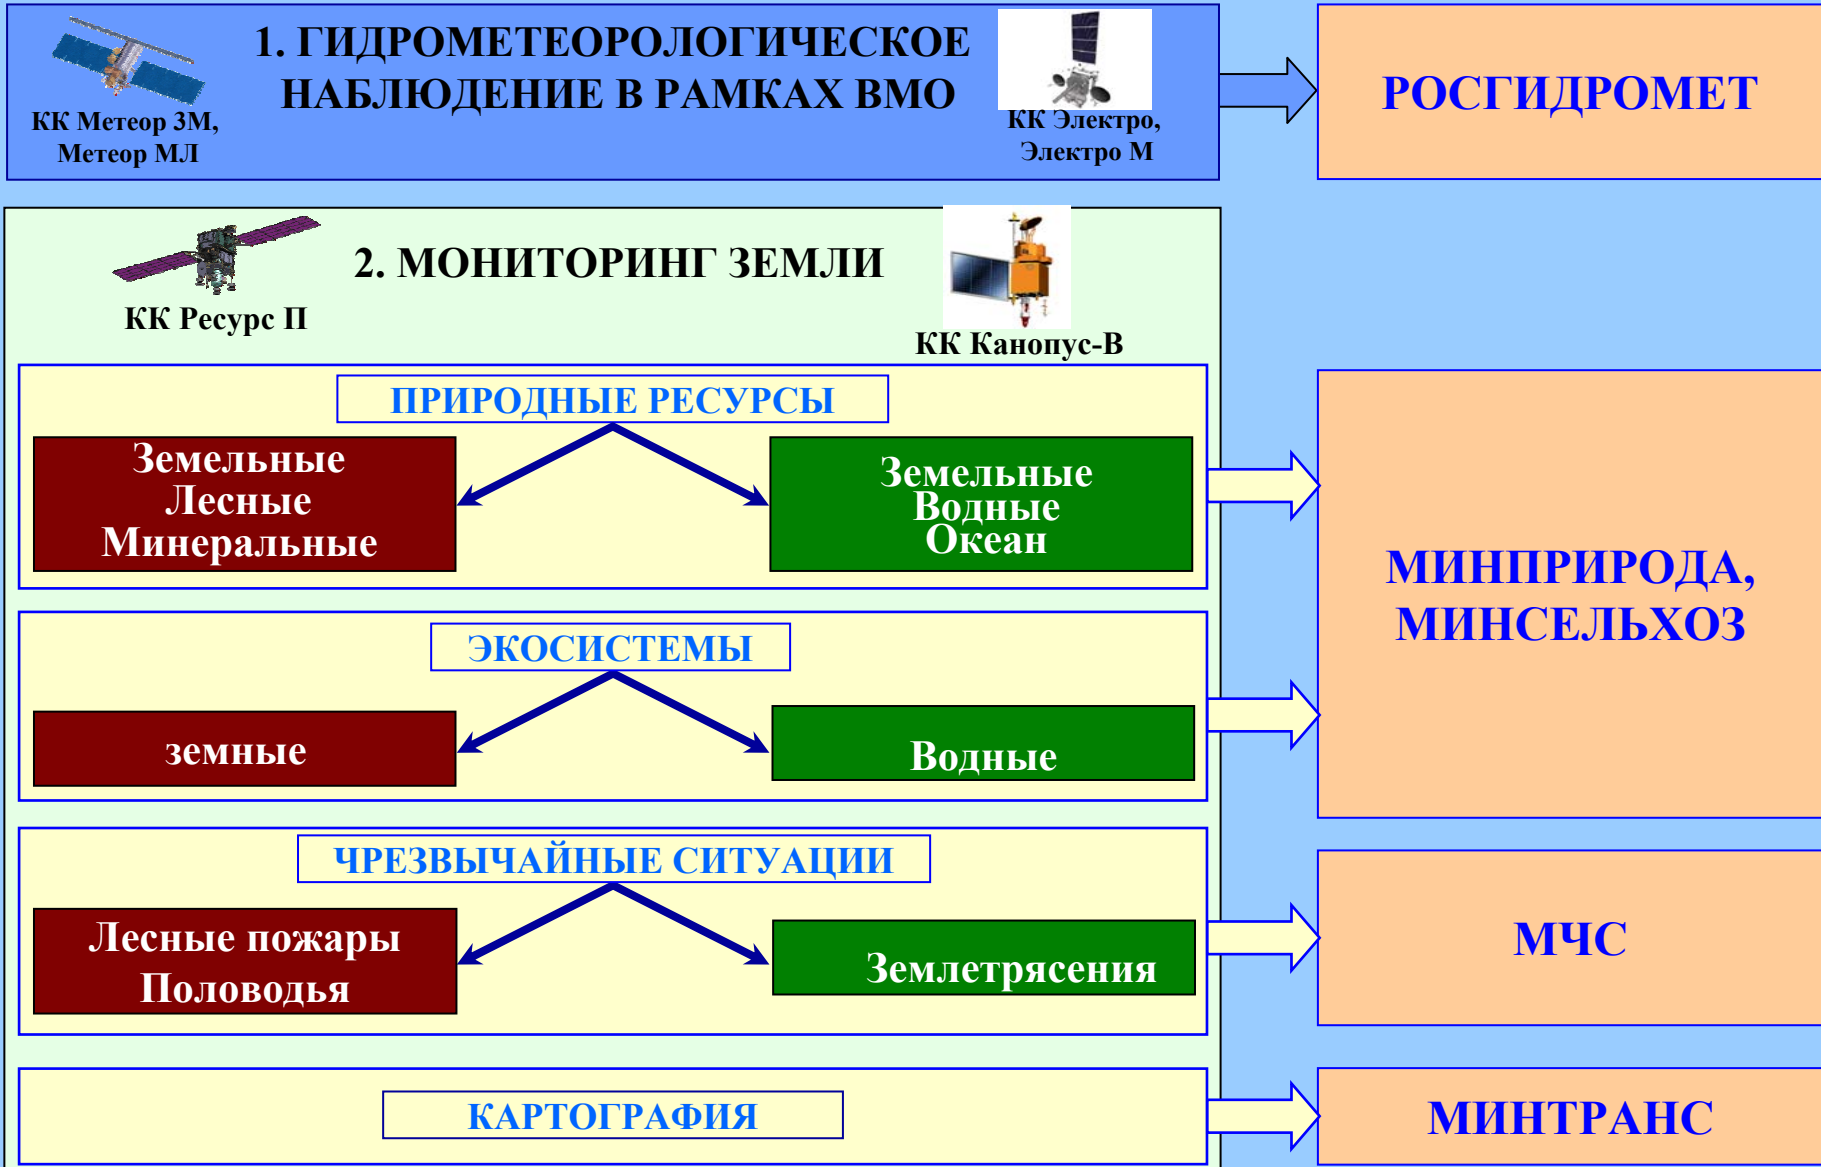 1. ГИДРОМЕТЕОРОЛОГИЧЕСКОЕ
НАБЛЮДЕНИЕ В РАМКАХ ВМО
КК Метеор 3М,
Метеор МЛ
КК Электро,
Электро М
РОСГИДРОМЕТ
2. МОНИТОРИНГ ЗЕМЛИ
КК Ресурс П
КК Канопус-В
ПРИРОДНЫЕ РЕСУРСЫ
Земельные
Лесные
Минеральные
Земельные
Водные
Океан
МИНПРИРОДА,
МИНСЕЛЬХОЗ
ЭКОСИСТЕМЫ
земные
Водные
ЧРЕЗВЫЧАЙНЫЕ СИТУАЦИИ
Лесные пожары
Половодья
Землетрясения
МЧС
КАРТОГРАФИЯ
МИНТРАНС